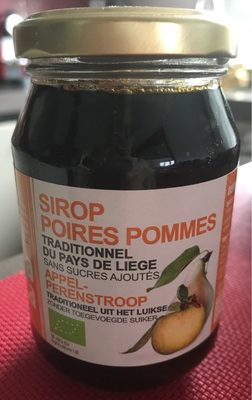 SIROP
POIRES POMMES
TRADITIONNEL
DU PAYS DE LIEGE
SANS SUCRES AJOUTÉS
APPEL-
PERENSTROOP
TRADITIONEEL UIT HET LUIKSE
ZONDER TOEGEVOEGDE SUIKER